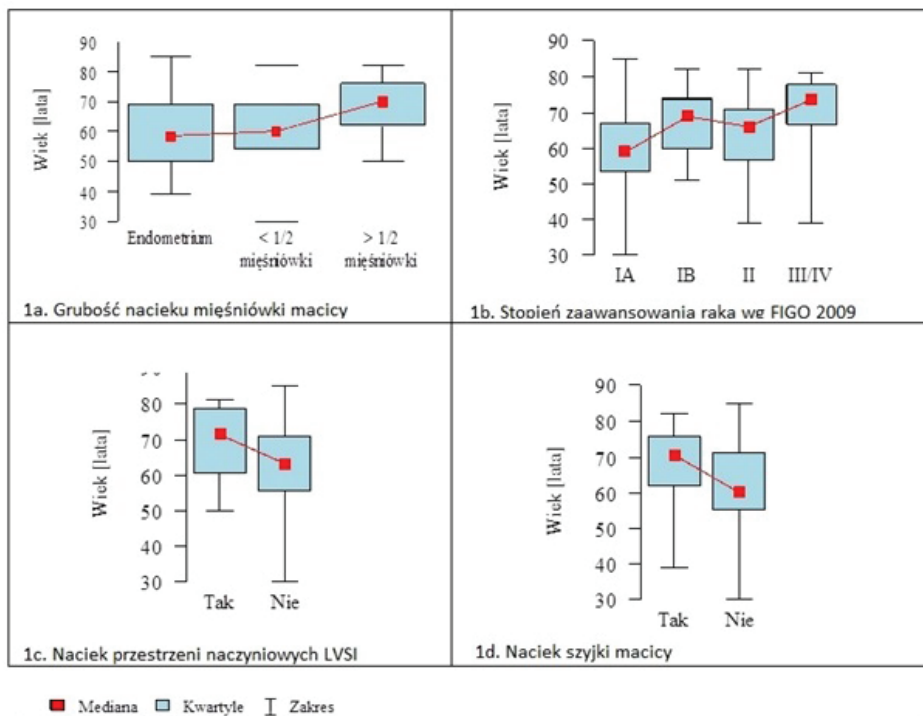 90
80
70
60
50
40
30
Wiek [lata]
Endometrium
< 1/2
mięśniówki
> 1/2
mięśniówki
1a. Grubość nacieku mięśniówki macicy
90
80
70
60
50
40
30
Wiek [lata]
IA
IB
II
III/IV
1b. Stopień zaawansowania raka wg FIGO 2009
90
80
70
60
50
40
30
Wiek [lata]
Tak
Nie
1c. Naciek przestrzeni naczyniowych LVSI
90
80
70
60
50
40
30
Wiek [lata]
Tak
Nie
1d. Naciek szyjki macicy
Mediana Kwartyle Zakres